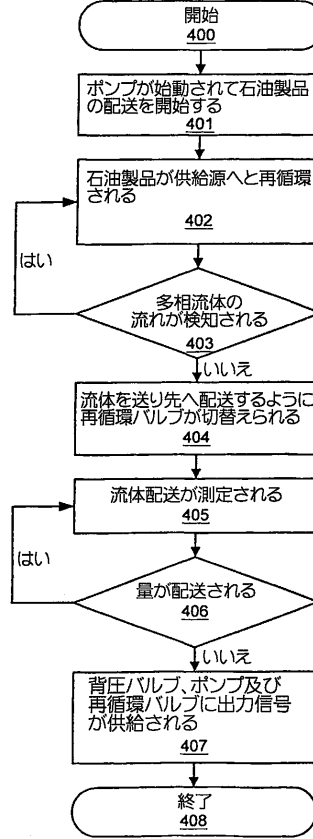 開始
400
ポンプが始動されて石油製品
の配送を開始する
401
石油製品が供給源へと再循環
される
402
はい
多相流体の
流れが検知される
403
いいえ
流体を送り先へ配送するように
再循環バルブが切替えられる
404
流体配送が測定される
405
はい
量が配送される
406
いいえ
背圧バルブ、ポンプ及び
再循環バルブに出力信号
が供給される
407
終了
408